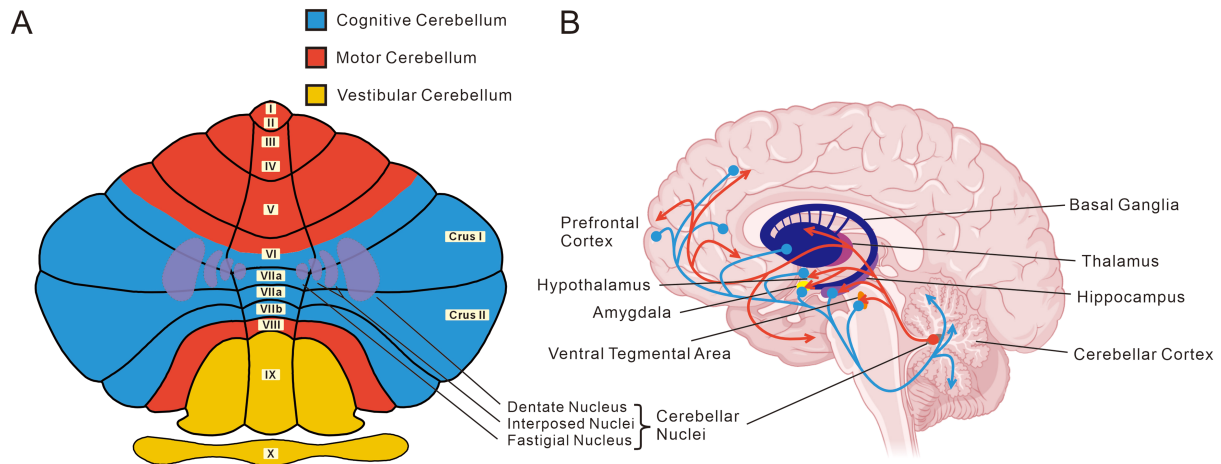 A
Cognitive Cerebellum
Motor Cerebellum
Vestibular Cerebellum
I
II
III
IV
V
VI
Crus I
VIIa
VIIa
VIIb
Crus II
VIII
IX
X
Dentate Nucleus
Interposed Nuclei
Fastigial Nucleus
Cerebellar
Nuclei
B
Prefrontal
Cortex
Hypothalamus
Amygdala
Ventral Tegmental Area
Basal Ganglia
Thalamus
Hippocampus
Cerebellar Cortex